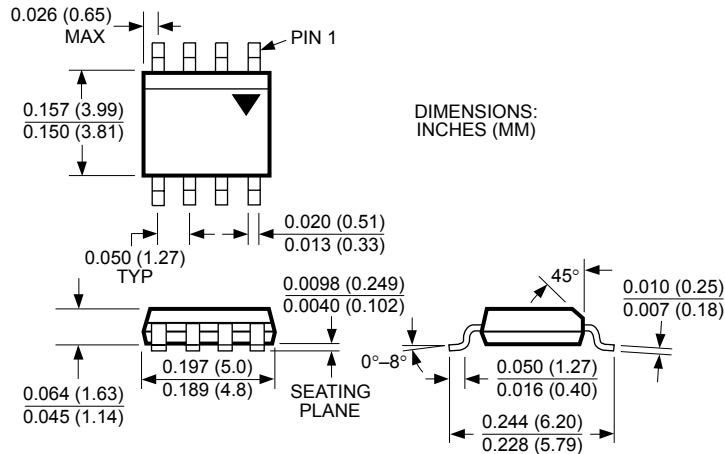 0.026 (0.65)
MAX
PIN 1
0.157 (3.99)
0.150 (3.81)
DIMENSIONS:
INCHES (MM)
0.050 (1.27)
TYP
0.020 (0.51)
0.013 (0.33)
0.0098 (0.249)
0.0040 (0.102)
45°
0.010 (0.25)
0.007 (0.18)
0°–8°
0.064 (1.63)
0.045 (1.14)
0.197 (5.0)
0.189 (4.8)
SEATING
PLANE
0.050 (1.27)
0.016 (0.40)
0.244 (6.20)
0.228 (5.79)